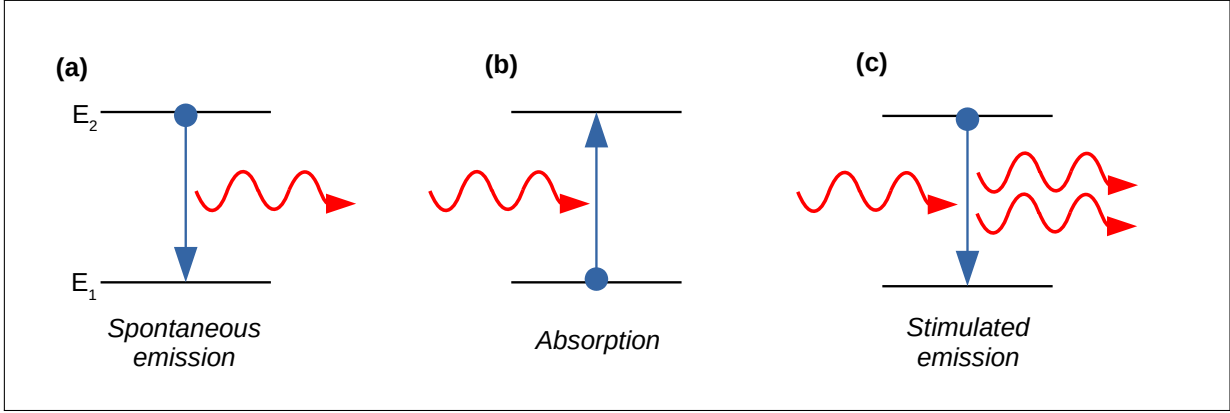 (a)
(b)
(c)
E₂
E₁
Spontaneous
emission
Absorption
Stimulated
emission